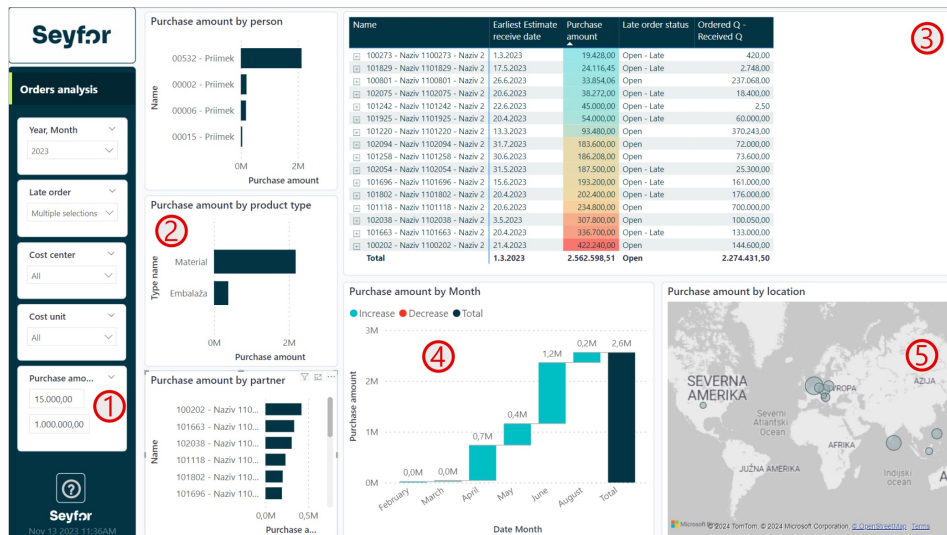 Seyfor
Orders analysis
Year, Month
2023
Late order
Multiple selections
Cost center
All
Cost unit
All
Purchase amo...
15.000,00
1.000.000,00
1
Seyfor
Nov 13 2023 11:36AM
Purchase amount by person
Name
00532 - Priimek
00002 - Priimek
00006 - Priimek
00015 - Priimek
0M 2M
Purchase amount
Purchase amount by product type
2
Type name
Material
Embalaža
0M 2M
Purchase amount
Purchase amount by partner
Name
100202 - Naziv 110...
101663 - Naziv 110...
102038 - Naziv 110...
101118 - Naziv 110...
101802 - Naziv 110...
101696 - Naziv 110...
0,0M 0,5M
Purchase a...
Name Earliest Estimate receive date Purchase amount Late order status Ordered Q - Received Q
3
100273 - Naziv 1100273 - Naziv 2 1.3.2023 19.428,00 Open - Late 420,00
101829 - Naziv 1101829 - Naziv 2 17.5.2023 24.116,45 Open - Late 2.748,00
100801 - Naziv 1100801 - Naziv 2 26.6.2023 33.854,06 Open 237.068,00
102075 - Naziv 1102075 - Naziv 2 20.6.2023 38.272,00 Open - Late 18.400,00
101242 - Naziv 1101242 - Naziv 2 22.6.2023 45.000,00 Open - Late 2,50
101925 - Naziv 1101925 - Naziv 2 20.4.2023 54.000,00 Open - Late 60.000,00
101220 - Naziv 1101220 - Naziv 2 13.3.2023 93.480,00 Open 370.243,00
102094 - Naziv 1102094 - Naziv 2 31.7.2023 183.600,00 Open 72.000,00
101258 - Naziv 1101258 - Naziv 2 30.6.2023 186.208,00 Open 73.600,00
102054 - Naziv 1102054 - Naziv 2 31.5.2023 187.500,00 Open - Late 25.300,00
101696 - Naziv 1101696 - Naziv 2 15.6.2023 193.200,00 Open - Late 161.000,00
101802 - Naziv 1101802 - Naziv 2 20.4.2023 202.400,00 Open - Late 176.000,00
101118 - Naziv 1101118 - Naziv 2 20.6.2023 234.800,00 Open 700.000,00
102038 - Naziv 1102038 - Naziv 2 3.5.2023 307.800,00 Open 100.050,00
101663 - Naziv 1101663 - Naziv 2 20.4.2023 336.700,00 Open - Late 133.000,00
100202 - Naziv 1100202 - Naziv 2 21.4.2023 422.240,00 Open 144.600,00
Total 1.3.2023 2.562.598,51 Open 2.274.431,50
Purchase amount by Month
Increase Decrease Total
4
Purchase amount
3M
2M
1M
0M
0,0M 0,0M 0,7M 0,4M 1,2M 0,2M 2,6M
February March April May June August Total
Date Month
Purchase amount by location
5
SEVERNA AMERIKA
EVROPA
AZIJA
Severni Atlantski Ocean
AFRIKA
JUŽNA AMERIKA
Indijski ocean
A
Microsoft
© 2024 TomTom, © 2024 Microsoft Corporation, © OpenStreetMap Terms